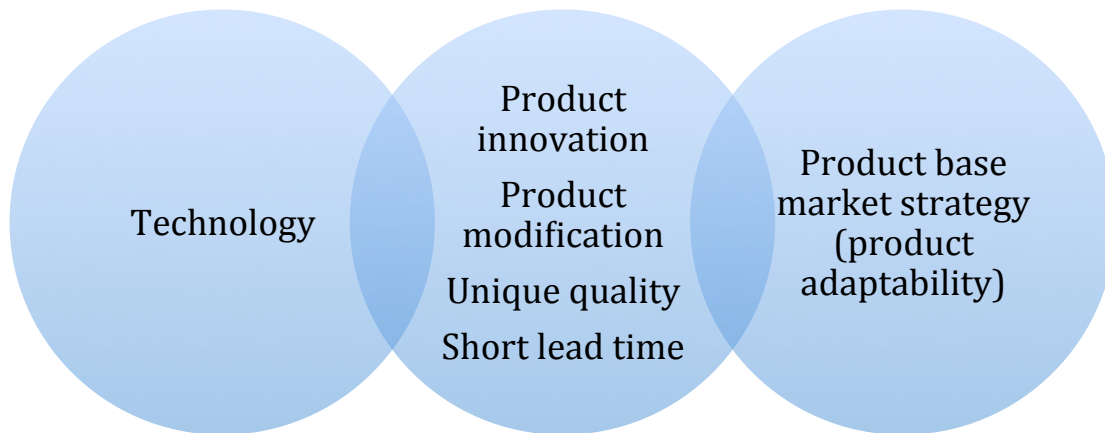 Technology
Product
innovation
Product
modification
Unique quality
Short lead time
Product base
market strategy
(product
adaptability)